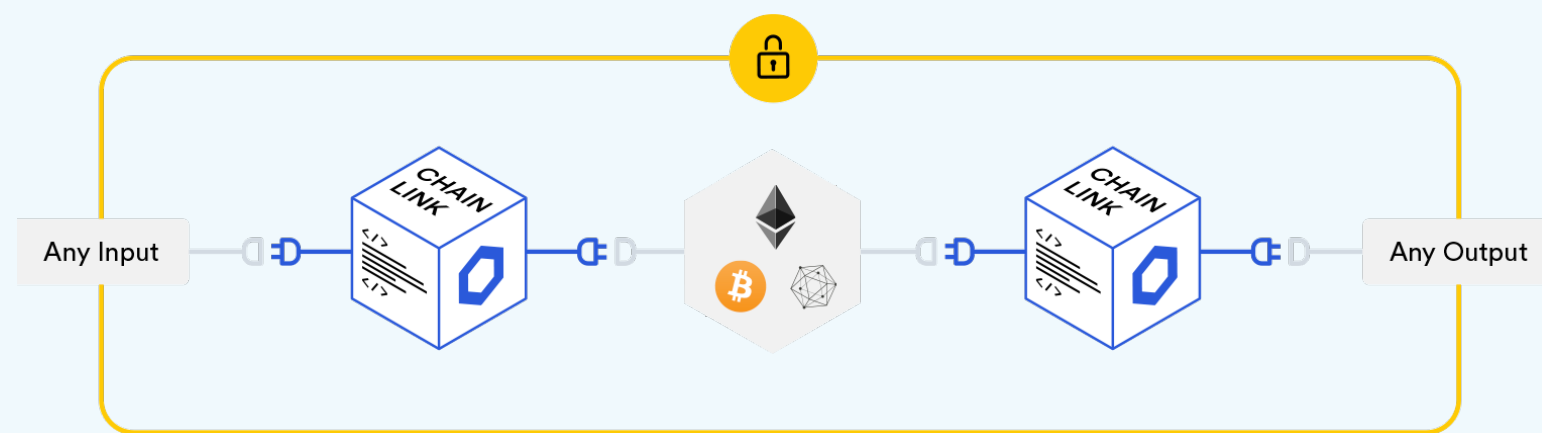 CHAIN
LINK
</>
</>
Any Input
CHAIN
LINK
</>
</>
Any Output